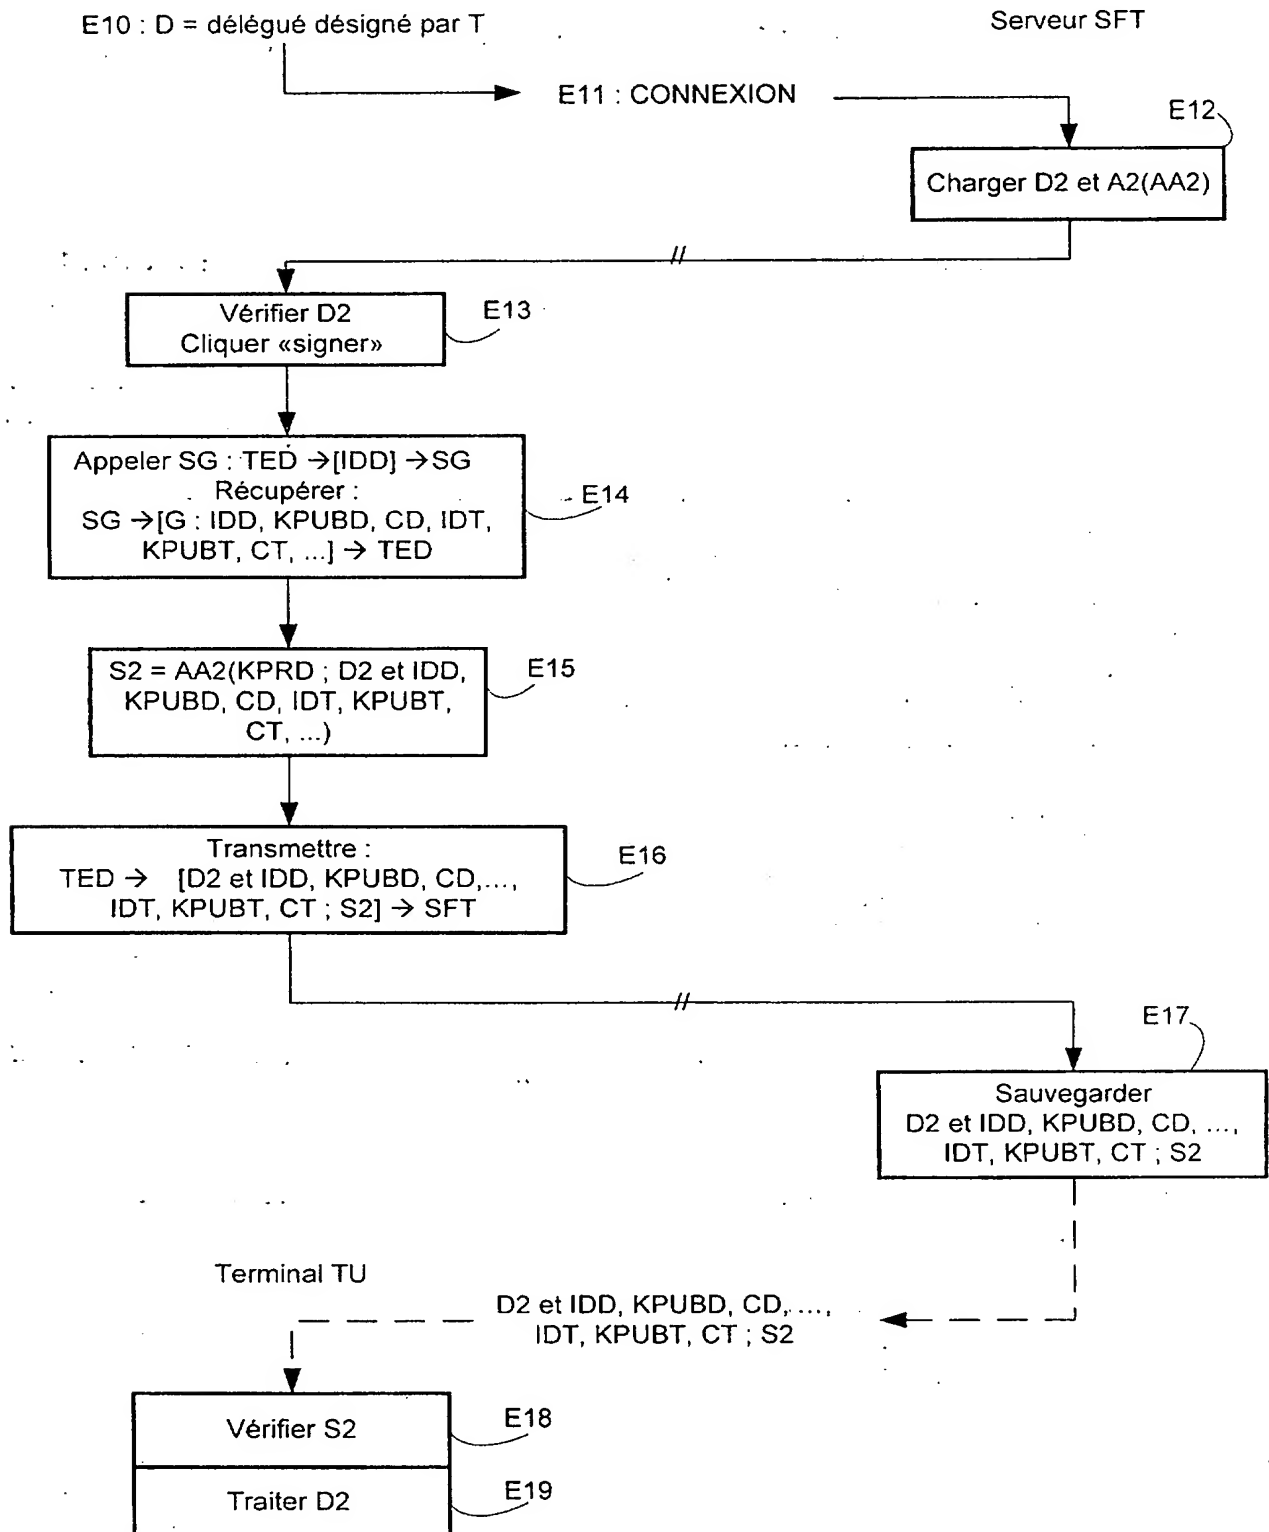 E10 : D = délégué désigné par T
Serveur SFT
E11 : CONNEXION
E12
Charger D2 et A2(AA2)
//
Vérifier D2
Cliquer «signer»
E13
Appeler SG : TED →[IDD] →SG
Récupérer :
SG →[G : IDD, KPUBD, CD, IDT,
KPUBT, CT, ...] → TED
E14
S2 = AA2(KPRD ; D2 et IDD,
KPUBD, CD, IDT, KPUBT,
CT, ...)
E15
Transmettre :
TED → [D2 et IDD, KPUBD, CD,...,
IDT, KPUBT, CT ; S2] → SFT
E16
//
E17
Sauvegarder
D2 et IDD, KPUBD, CD, ...,
IDT, KPUBT, CT ; S2
Terminal TU
D2 et IDD, KPUBD, CD, ...,
IDT, KPUBT, CT ; S2
Vérifier S2
E18
Traiter D2
E19